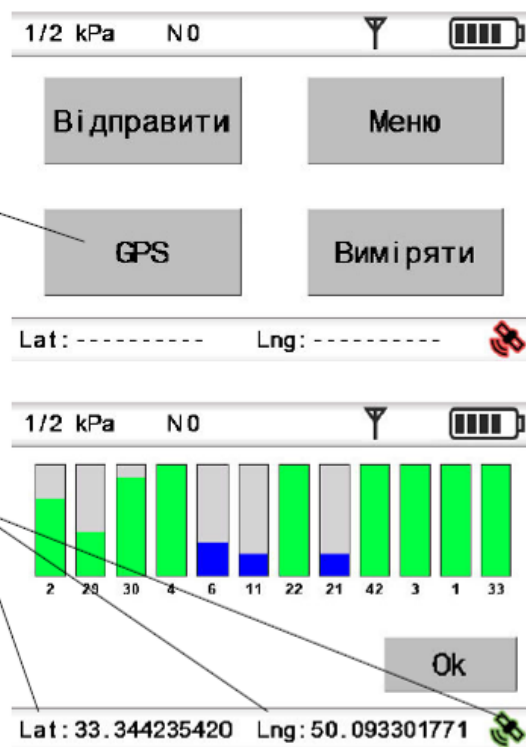 1/2 kPa N0
Відправити Меню
GPS Виміряти
Lat:---------- Lng:----------
1/2 kPa N0
2 29 30 4 6 11 22 21 42 3 1 33
Ok
Lat:33.344235420 Lng:50.093301771